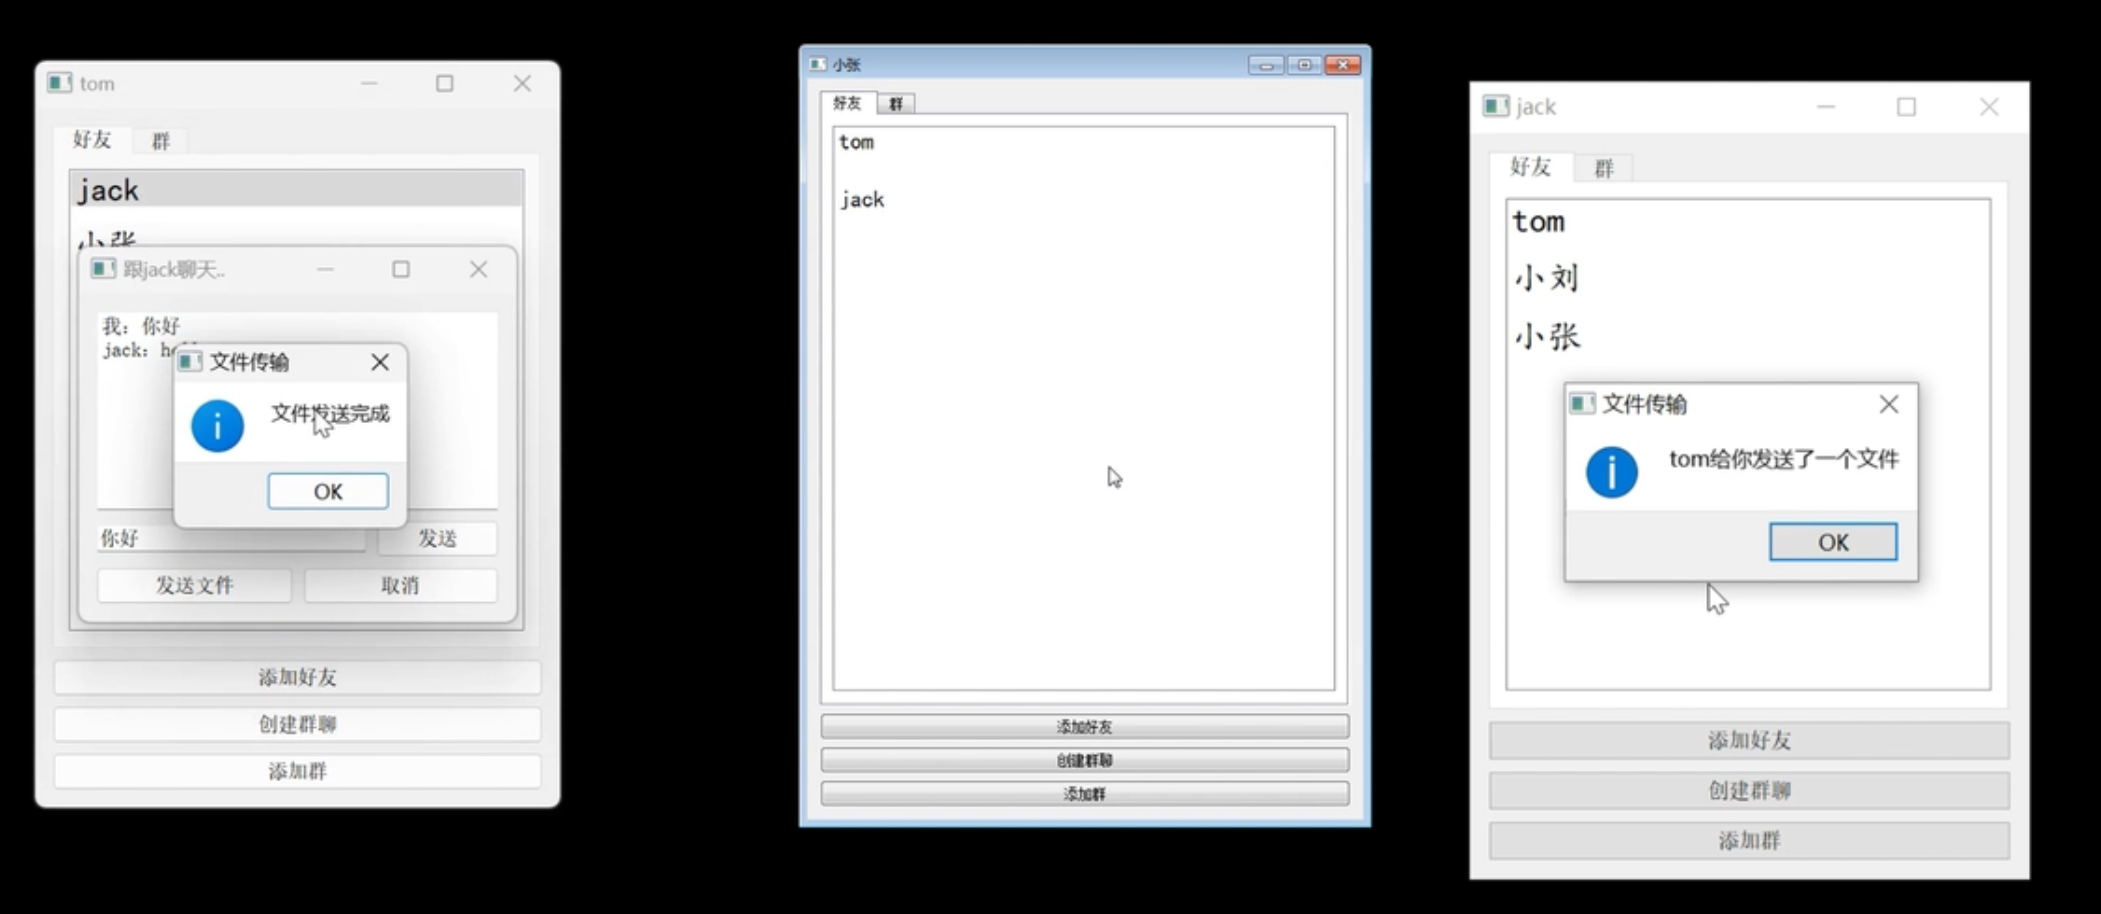 tom
好友
群
jack
小张
跟jack聊天..
我：你好
jack：
文件传输
文件发送完成
OK
你好
发送
发送文件
取消
添加好友
创建群聊
添加群
小张
好友
群
tom
jack
添加好友
创建群聊
添加群
jack
好友
群
tom
小刘
小张
文件传输
tom给你发送了一个文件
OK
添加好友
创建群聊
添加群